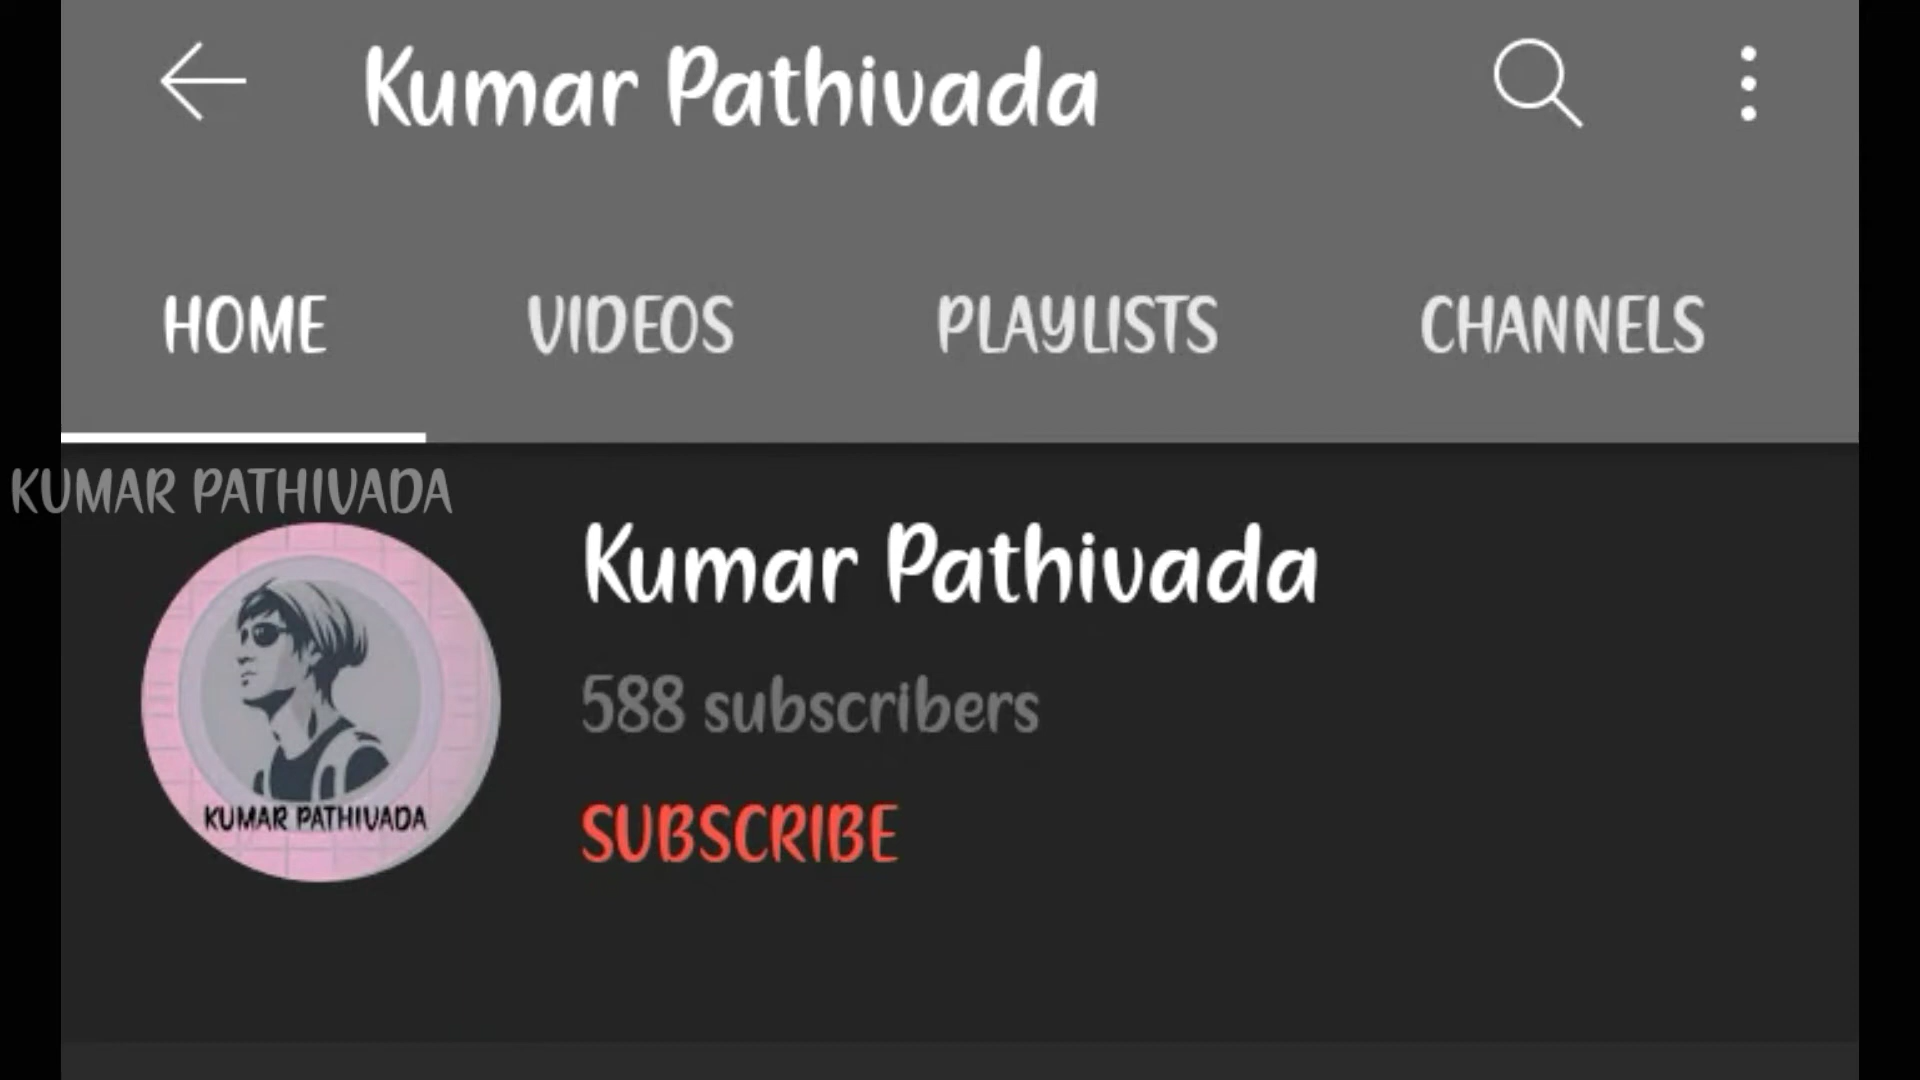 Kumar Pathivada
HOME VIDEOS PLAYLISTS CHANNELS
KUMAR PATHIVADA
Kumar Pathivada
588 subscribers
SUBSCRIBE
KUMAR PATHIVADA